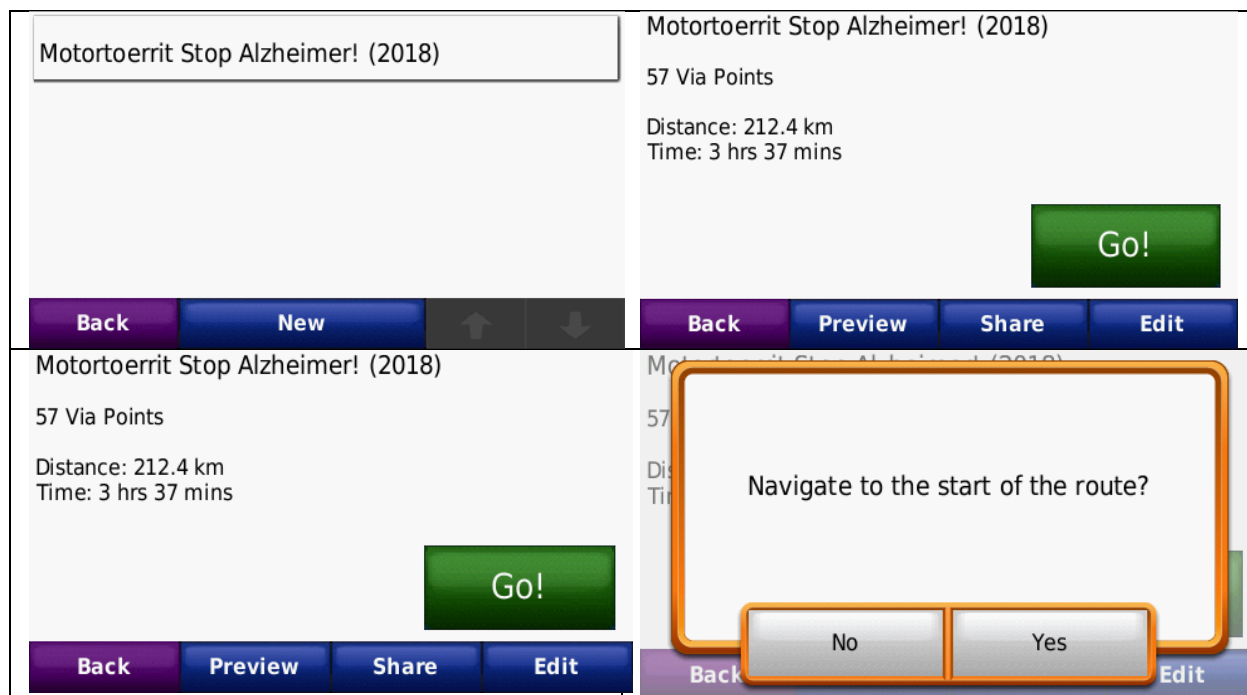 Motortoerrit Stop Alzheimer! (2018)
Back New
Motortoerrit Stop Alzheimer! (2018)
57 Via Points
Distance: 212.4 km
Time: 3 hrs 37 mins
Go!
Back Preview Share Edit
Motortoerrit Stop Alzheimer! (2018)
57 Via Points
Distance: 212.4 km
Time: 3 hrs 37 mins
Go!
Back Preview Share Edit
57
Navigate to the start of the route?
No Yes
Back Edit